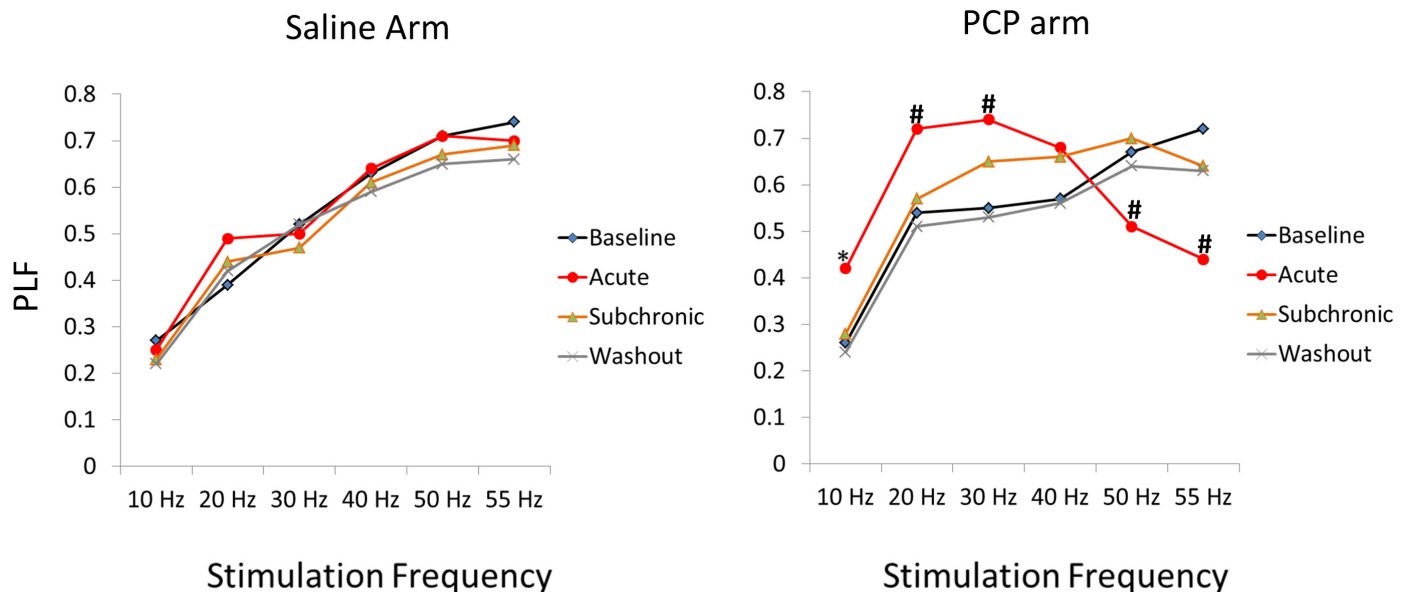 Saline Arm
PLF
0.8
0.7
0.6
0.5
0.4
0.3
0.2
0.1
0
10 Hz 20 Hz 30 Hz 40 Hz 50 Hz 55 Hz
Stimulation Frequency
Baseline
Acute
Subchronic
Washout
PCP arm
0.8
0.7
0.6
0.5
0.4
0.3
0.2
0.1
0
*
#
#
#
#
10 Hz 20 Hz 30 Hz 40 Hz 50 Hz 55 Hz
Stimulation Frequency
Baseline
Acute
Subchronic
Washout